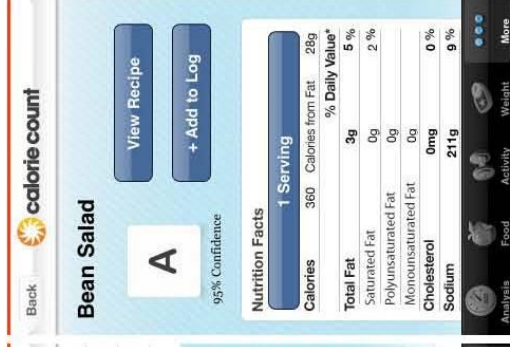 Back
calorie count
Bean Salad
A
95% Confidence
View Recipe
+ Add to Log
Nutrition Facts
1 Serving
Calories 360 Calories from Fat 28g
% Daily Value*
Total Fat 3g 5 %
Saturated Fat 0g 2 %
Polyunsaturated Fat 0g
Monounsaturated Fat 0g
Cholesterol 0mg 0 %
Sodium 211g 9 %
Analysis Food Activity Weight More